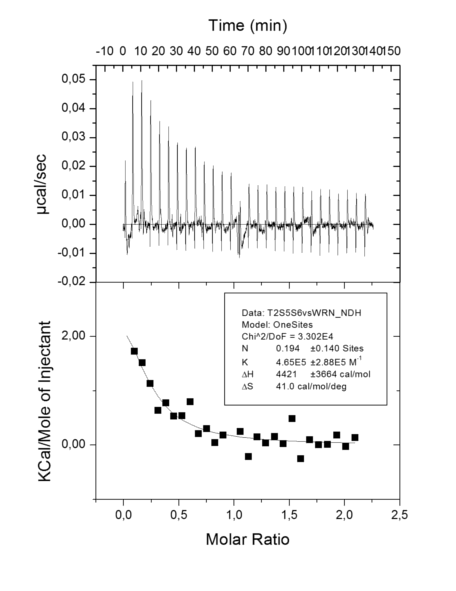 Time (min)
-10 0 10 20 30 40 50 60 70 80 90 100 110 120 130 140 150
0,05
0,04
0,03
0,02
0,01
0,00
-0,01
-0,02
µcal/sec
Data: T2S5S6vsWRN_NDH
Model: OneSites
Chi^2/DoF = 3.302E4
N 0.194 ±0.140 Sites
K 4.65E5 ±2.88E5 M⁻¹
ΔH 4421 ±3664 cal/mol
ΔS 41.0 cal/mol/deg
2,00
0,00
KCal/Mole of Injectant
0,0 0,5 1,0 1,5 2,0 2,5
Molar Ratio